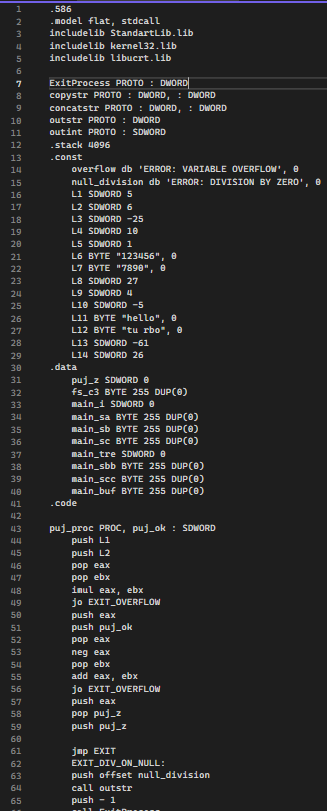 1 .586
2 .model flat, stdcall
3 includelib StandartLib.lib
4 includelib kernel32.lib
5 includelib libucrt.lib
6
7 ExitProcess PROTO : DWORD
8 copystr PROTO : DWORD, : DWORD
9 concatstr PROTO : DWORD, : DWORD
10 outstr PROTO : DWORD
11 outint PROTO : SDWORD
12 .stack 4096
13 .const
14 overflow db 'ERROR: VARIABLE OVERFLOW', 0
15 null_division db 'ERROR: DIVISION BY ZERO', 0
16 L1 SDWORD 5
17 L2 SDWORD 6
18 L3 SDWORD -25
19 L4 SDWORD 10
20 L5 SDWORD 1
21 L6 BYTE "123456", 0
22 L7 BYTE "7890", 0
23 L8 SDWORD 27
24 L9 SDWORD 4
25 L10 SDWORD -5
26 L11 BYTE "hello", 0
27 L12 BYTE "tu rbo", 0
28 L13 SDWORD -61
29 L14 SDWORD 26
30 .data
31 puj_z SDWORD 0
32 fs_c3 BYTE 255 DUP(0)
33 main_i SDWORD 0
34 main_sa BYTE 255 DUP(0)
35 main_sb BYTE 255 DUP(0)
36 main_sc BYTE 255 DUP(0)
37 main_tre SDWORD 0
38 main_sbb BYTE 255 DUP(0)
39 main_scc BYTE 255 DUP(0)
40 main_buf BYTE 255 DUP(0)
41 .code
42
43 puj_proc PROC, puj_ok : SDWORD
44 push L1
45 push L2
46 pop eax
47 pop ebx
48 imul eax, ebx
49 jo EXIT_OVERFLOW
50 push eax
51 push puj_ok
52 pop eax
53 neg eax
54 pop ebx
55 add eax, ebx
56 jo EXIT_OVERFLOW
57 push eax
58 pop puj_z
59 push puj_z
60
61 jmp EXIT
62 EXIT_DIV_ON_NULL:
63 push offset null_division
64 call outstr
65 push - 1